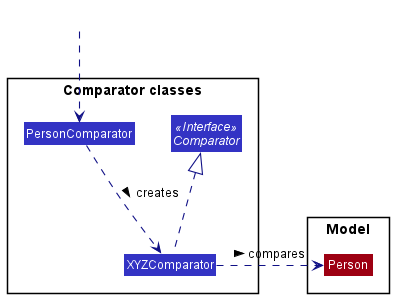 Comparator classes
PersonComparator
«Interface»
Comparator
creates
XYZComparator
compares
Model
Person